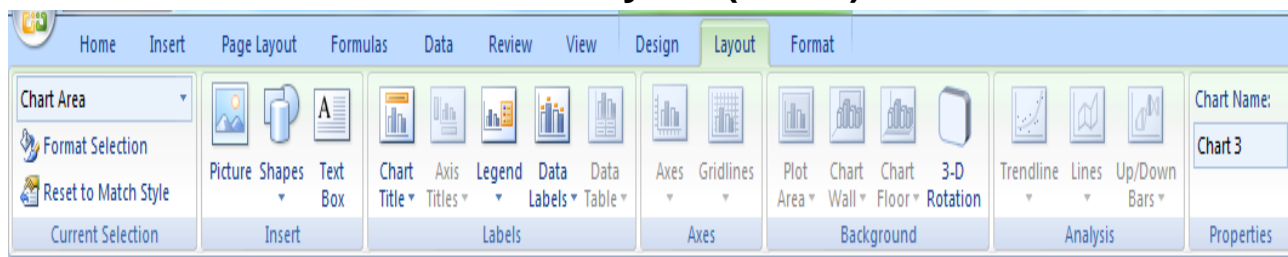 Home Insert Page Layout Formulas Data Review View Design Layout Format
Chart Area
Format Selection
Reset to Match Style
Current Selection
Picture Shapes Text Box
Insert
Chart Title Axis Titles Legend Data Labels Data Table
Labels
Axes Gridlines
Axes
Plot Area Chart Wall Chart Floor 3-D Rotation
Background
Trendline Lines Up/Down Bars
Analysis
Chart Name:
Chart 3
Properties